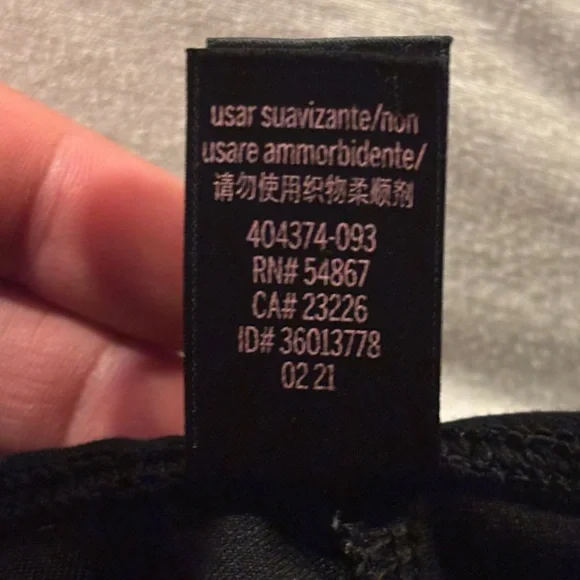 usar suavizante/non
usare ammorbidente/
请勿使用织物柔顺剂
404374-093
RN# 54867
CA# 23226
ID# 36013778
02 21